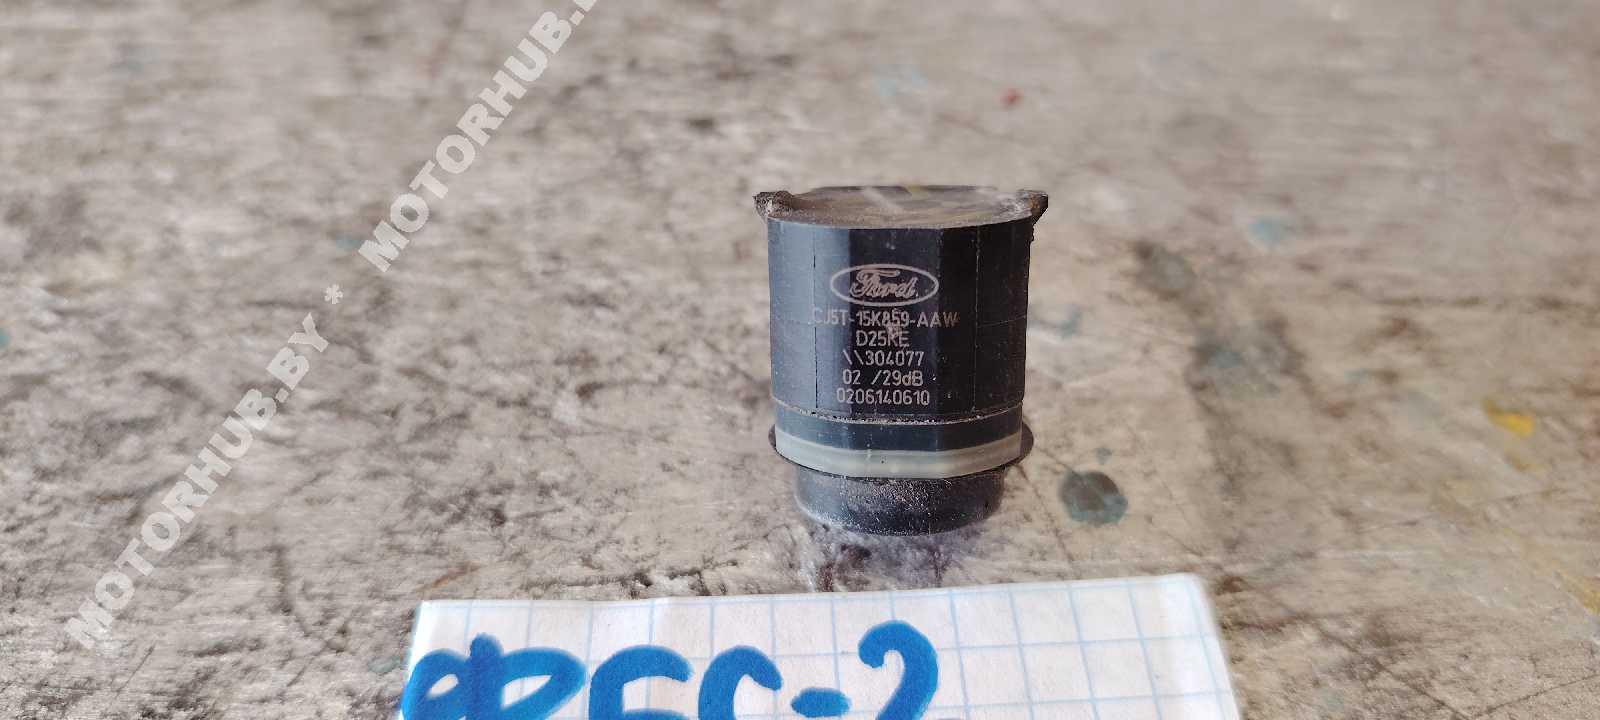 MOTORHUB.BY * MOTORHUB.
Ford
CJ5T-15K859-AAW
D25KE
\\304077
02 /29dB
0206140610